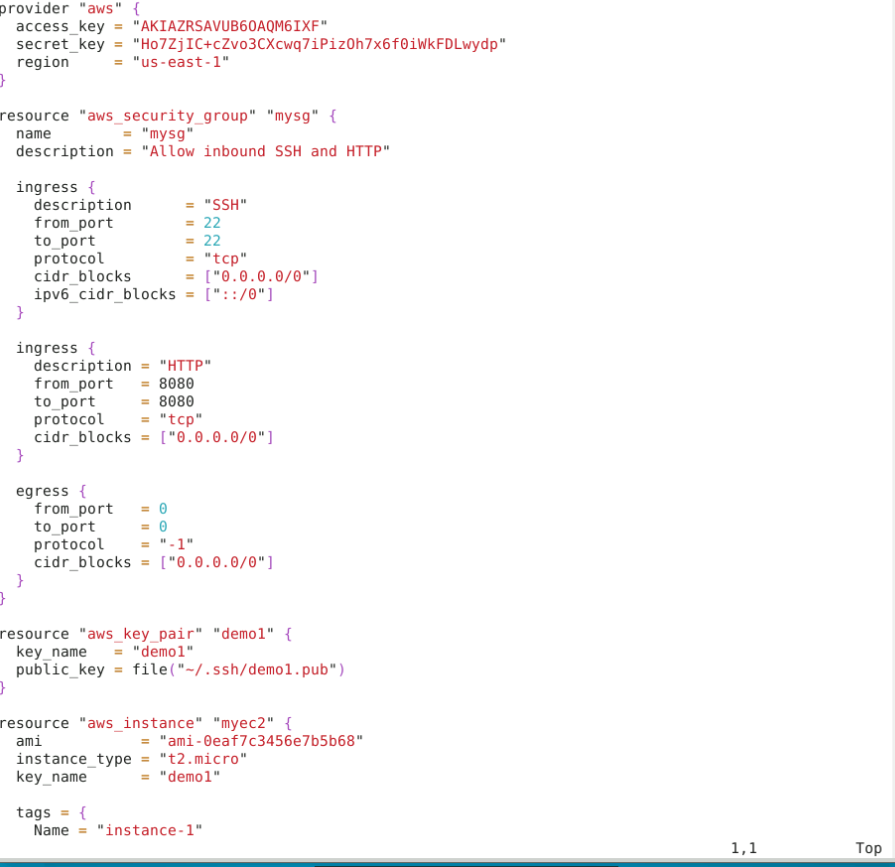 provider "aws" {
  access_key = "AKIAZRSAVUB6OAQM6IXF"
  secret_key = "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"
  region     = "us-east-1"
}

resource "aws_security_group" "mysg" {
  name        = "mysg"
  description = "Allow inbound SSH and HTTP"

  ingress {
    description      = "SSH"
    from_port        = 22
    to_port          = 22
    protocol         = "tcp"
    cidr_blocks      = ["0.0.0.0/0"]
    ipv6_cidr_blocks = ["::/0"]
  }

  ingress {
    description = "HTTP"
    from_port   = 8080
    to_port     = 8080
    protocol    = "tcp"
    cidr_blocks = ["0.0.0.0/0"]
  }

  egress {
    from_port   = 0
    to_port     = 0
    protocol    = "-1"
    cidr_blocks = ["0.0.0.0/0"]
  }
}

resource "aws_key_pair" "demo1" {
  key_name   = "demo1"
  public_key = file("~/.ssh/demo1.pub")
}

resource "aws_instance" "myec2" {
  ami           = "ami-0eaf7c3456e7b5b68"
  instance_type = "t2.micro"
  key_name      = "demo1"

  tags = {
    Name = "instance-1"
1,1 Top